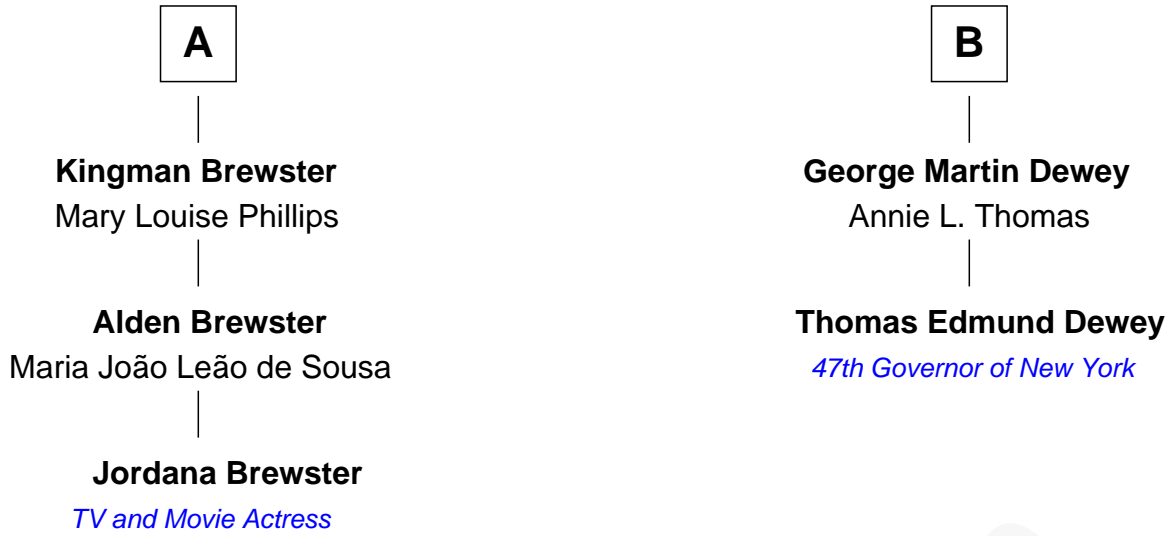 A
Kingman Brewster
Mary Louise Phillips
Alden Brewster
Maria João Leão de Sousa
Jordana Brewster
TV and Movie Actress
B
George Martin Dewey
Annie L. Thomas
Thomas Edmund Dewey
47th Governor of New York